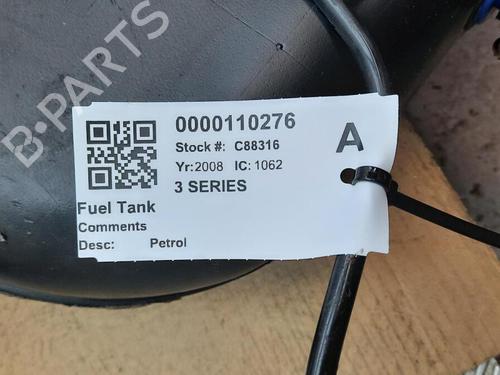 B-PARTS
0000110276
Stock #: C88316
Yr:2008 IC:1062
3 SERIES
A
Fuel Tank
Comments
Desc: Petrol